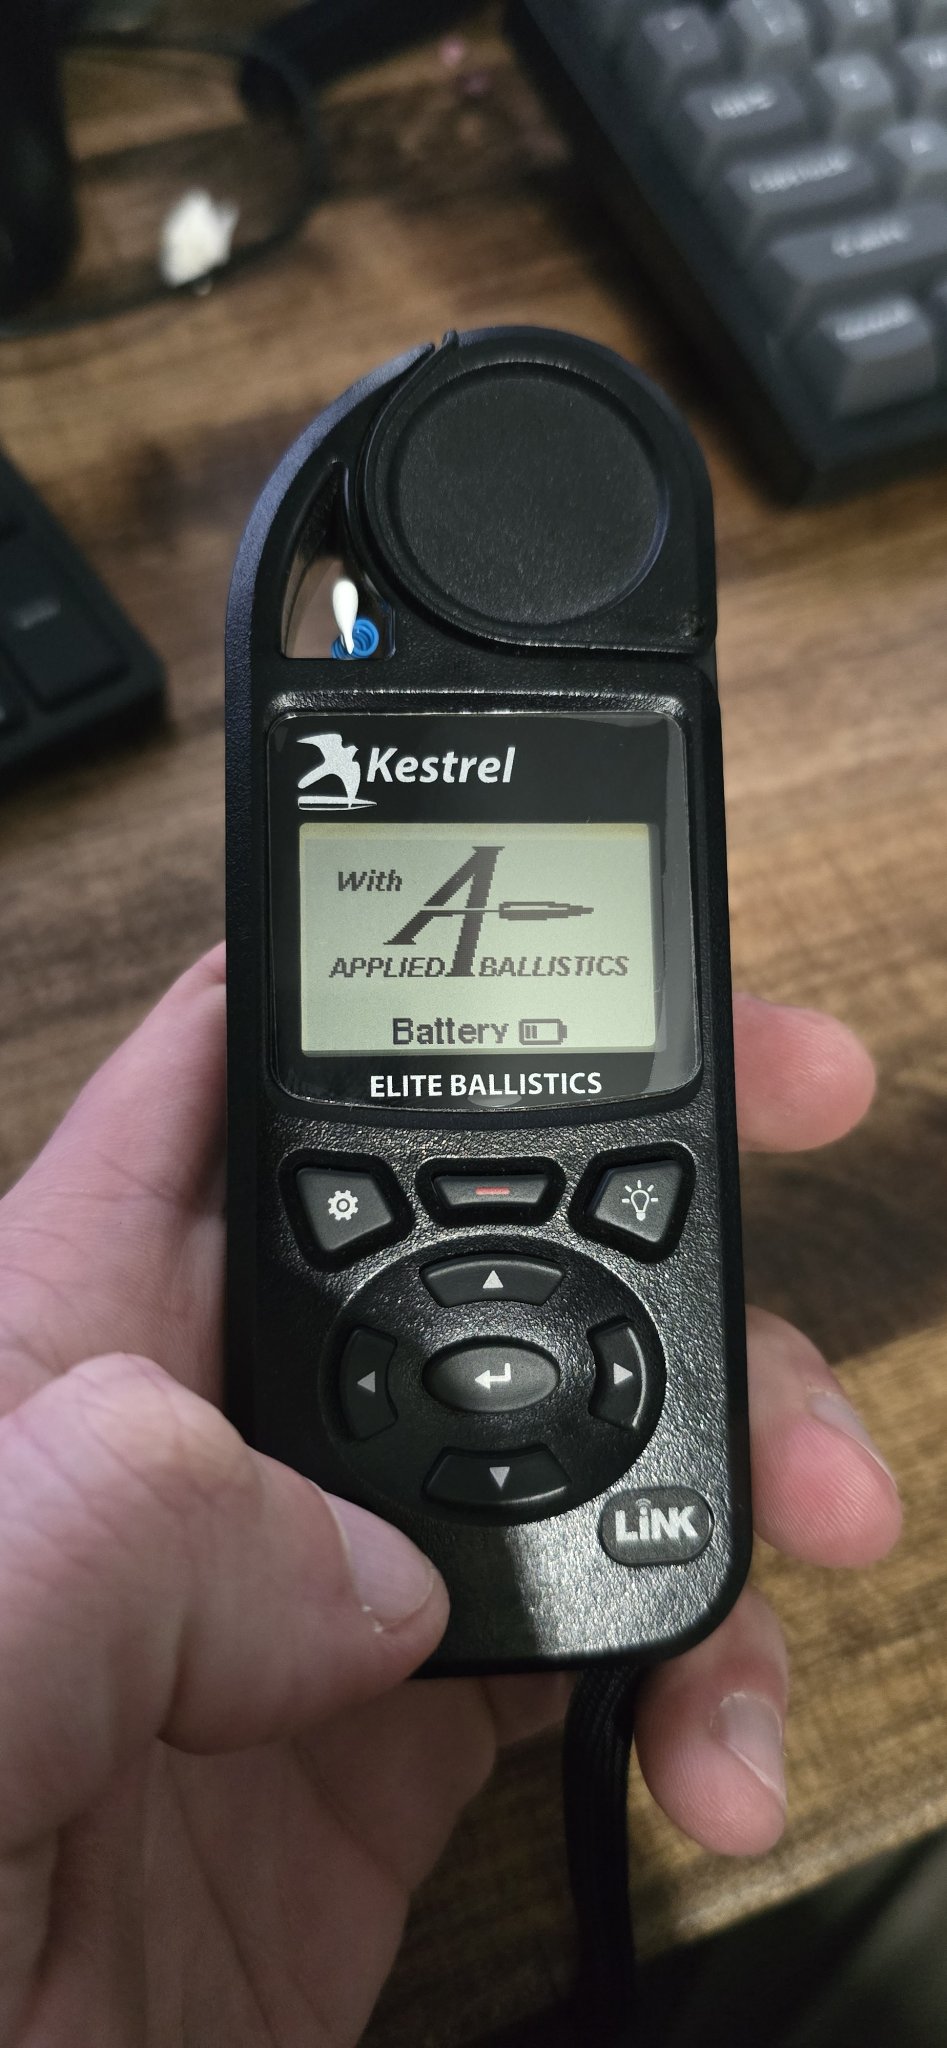 Kestrel
With
APPLIED BALLISTICS
Battery
ELITE BALLISTICS
LiNK